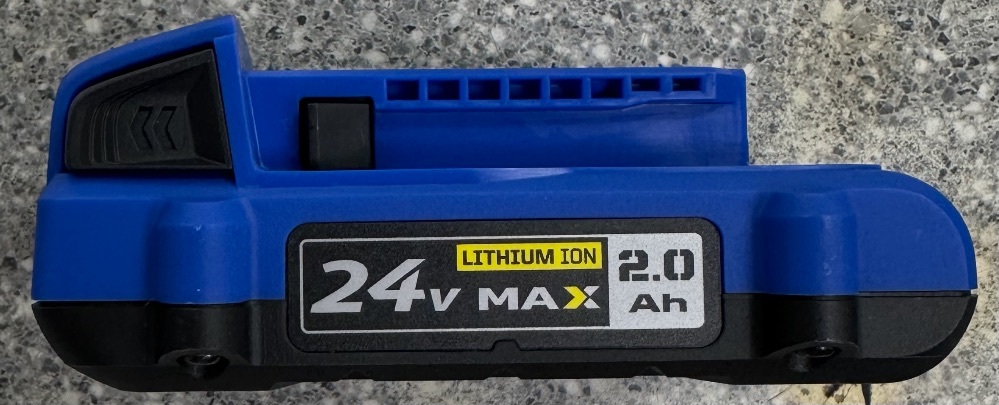 LITHIUM ION
24V MAX
2.0
Ah